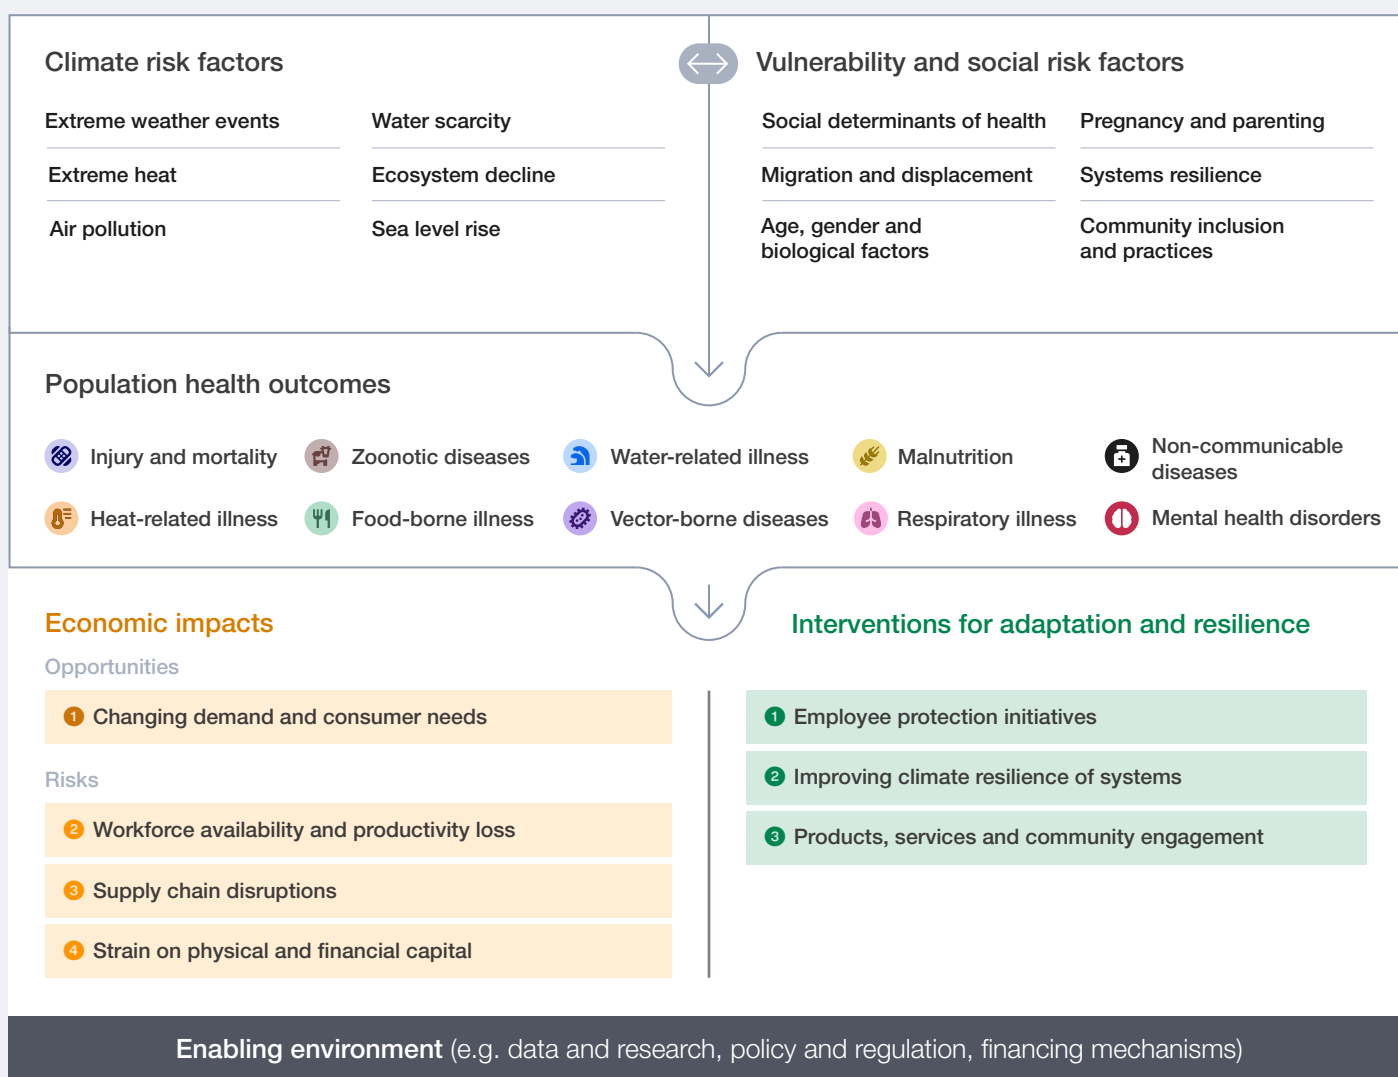 Climate risk factors
Extreme weather events
Water scarcity
Extreme heat
Ecosystem decline
Air pollution
Sea level rise
Vulnerability and social risk factors
Social determinants of health
Pregnancy and parenting
Migration and displacement
Systems resilience
Age, gender and
biological factors
Community inclusion
and practices
Population health outcomes
Injury and mortality
Zoonotic diseases
Water-related illness
Malnutrition
Non-communicable
diseases
Heat-related illness
Food-borne illness
Vector-borne diseases
Respiratory illness
Mental health disorders
Economic impacts
Opportunities
1 Changing demand and consumer needs
Risks
2 Workforce availability and productivity loss
3 Supply chain disruptions
4 Strain on physical and financial capital
Interventions for adaptation and resilience
1 Employee protection initiatives
2 Improving climate resilience of systems
3 Products, services and community engagement
Enabling environment (e.g. data and research, policy and regulation, financing mechanisms)